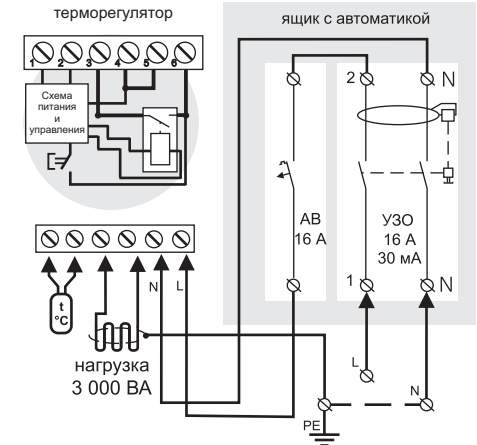 терморегулятор
ящик с автоматикой
1 2 3 4 5 6
Схема
питания
и
управления
2
N
АВ
16 А
УЗО
16 А
30 мА
1
N
N
L
t
°C
нагрузка
3 000 ВА
L
N
PE